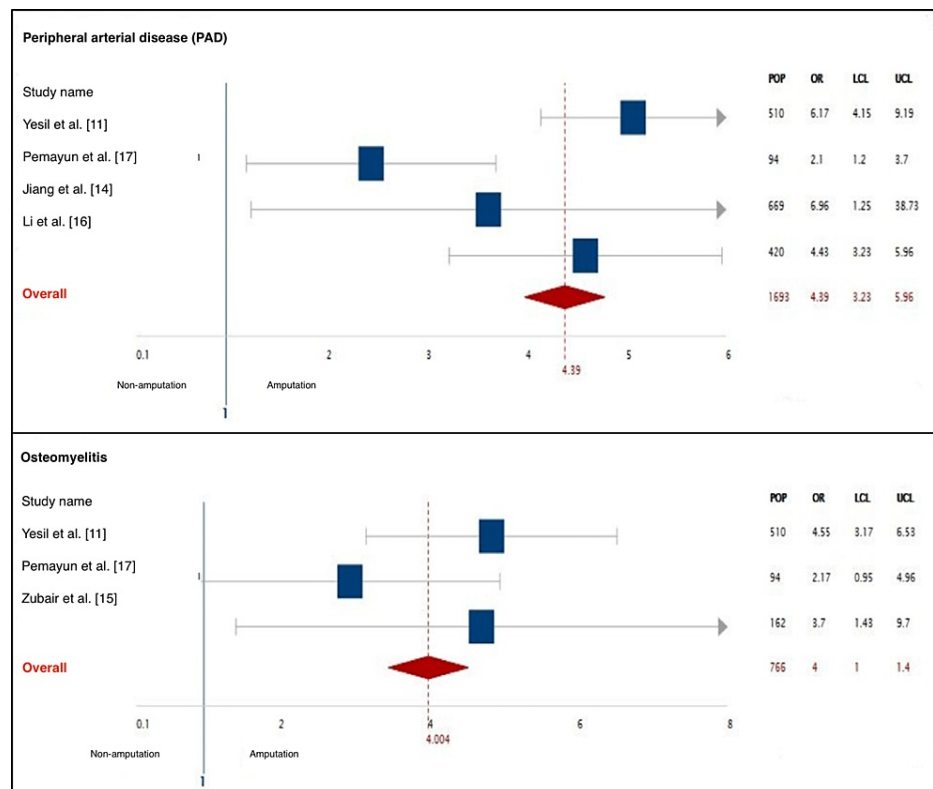 Peripheral arterial disease (PAD)
POP OR LCL UCL
Study name
Yesil et al. [11] 510 6.17 4.15 9.19
Pemayun et al. [17] 94 2.1 1.2 3.7
Jiang et al. [14] 669 6.96 1.25 38.73
Li et al. [16] 420 4.43 3.23 5.96
Overall 1693 4.39 3.23 5.96
0.1 2 3 4 5 6
4.39
Non-amputation Amputation
1
Osteomyelitis
Study name POP OR LCL UCL
Yesil et al. [11] 510 4.55 3.17 6.53
Pemayun et al. [17] 94 2.17 0.95 4.96
Zubair et al. [15] 162 3.7 1.43 9.7
Overall 766 4 1 1.4
0.1 2 4 6 8
4.004
Non-amputation Amputation
1